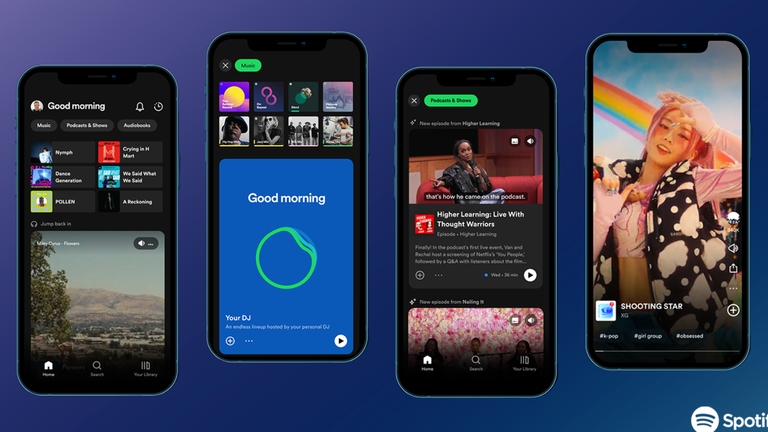 Good morning
Music
Podcasts & Shows
Audiobooks
Nymph
Crying in H
Mart
Dance
Generation
We Said What
We Said
POLLEN
A Reckoning
Jump back in
Miley Cyrus · Flowers
Home
Search
Your Library
Music
Good morning
Your DJ
An endless lineup hosted by your personal DJ
Podcasts & Shows
New episode from Higher Learning
that's how he came on the podcast.
Higher Learning: Live With
Thought Warriors
Episode • Higher Learning
Finally! In the podcast's first live event, Van and
Rachel host a screening of Netflix's 'You People,'
followed by a Q&A with listeners about the film...
Wed • 36 min
New episode from Nailing It
Home
Search
Your Library
SHOOTING STAR
XG
#k-pop
#girl group
#obsessed
Spotif